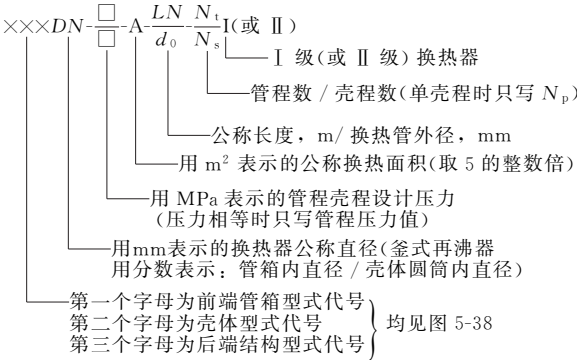 ×××DN-□/□-A-LN/d₀-Nₜ/Nₛ Ⅰ(或 Ⅱ)
Ⅰ 级(或 Ⅱ 级) 换热器
管程数 / 壳程数(单壳程时只写 Nₚ)
公称长度，m/ 换热管外径，mm
用 m² 表示的公称换热面积(取 5 的整数倍)
用 MPa 表示的管程壳程设计压力
(压力相等时只写管程压力值)
用mm表示的换热器公称直径(釜式再沸器
用分数表示：管箱内直径 / 壳体圆筒内直径)
第一个字母为前端管箱型式代号
第二个字母为壳体型式代号
第三个字母为后端结构型式代号
均见图 5-38